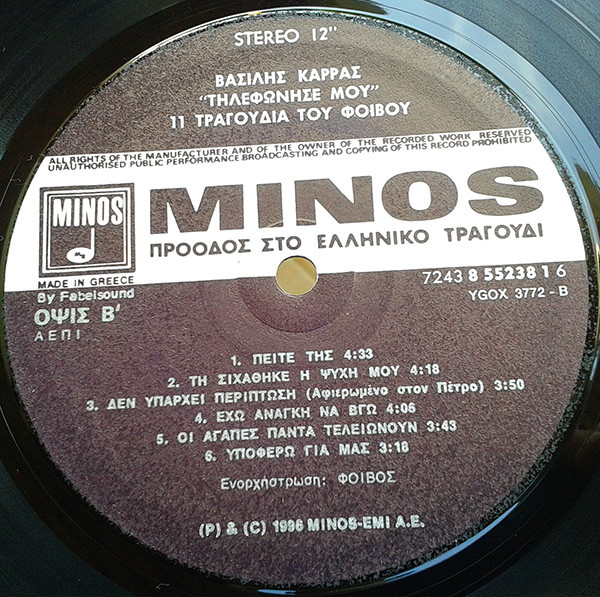 STEREO 12"
ΒΑΣΙΛΗΣ ΚΑΡΡΑΣ
"ΤΗΛΕΦΩΝΗΣΕ ΜΟΥ"
11 ΤΡΑΓΟΥΔΙΑ ΤΟΥ ΦΟΙΒΟΥ
ALL RIGHTS OF THE MANUFACTURER AND OF THE OWNER OF THE RECORDED WORK RESERVED
UNAUTHORISED PUBLIC PERFORMANCE BROADCASTING AND COPYING OF THIS RECORD PROHIBITED
MINOS
MINOS
ΠΡΟΟΔΟΣ ΣΤΟ ΕΛΛΗΝΙΚΟ ΤΡΑΓΟΥΔΙ
MADE IN GREECE
By Fabelsound
ΟΨΙΣ Β'
ΑΕΠΙ
7243 8 55238 1 6
YGOX 3772 - B
1. ΠΕΙΤΕ ΤΗΣ 4:33
2. ΤΗ ΣΙΧΑΘΗΚΕ Η ΨΥΧΗ ΜΟΥ 4:18
3. ΔΕΝ ΥΠΑΡΧΕΙ ΠΕΡΙΠΤΩΣΗ (Αφιερωμένο στον Πέτρο) 3:50
4. ΕΧΩ ΑΝΑΓΚΗ ΝΑ ΒΓΩ 4:06
5. ΟΙ ΑΓΑΠΕΣ ΠΑΝΤΑ ΤΕΛΕΙΩΝΟΥΝ 3:43
6. ΥΠΟΦΕΡΩ ΓΙΑ ΜΑΣ 3:18
Ενορχήστρωση: ΦΟΙΒΟΣ
(P) & (C) 1996 MINOS-EMI A.E.